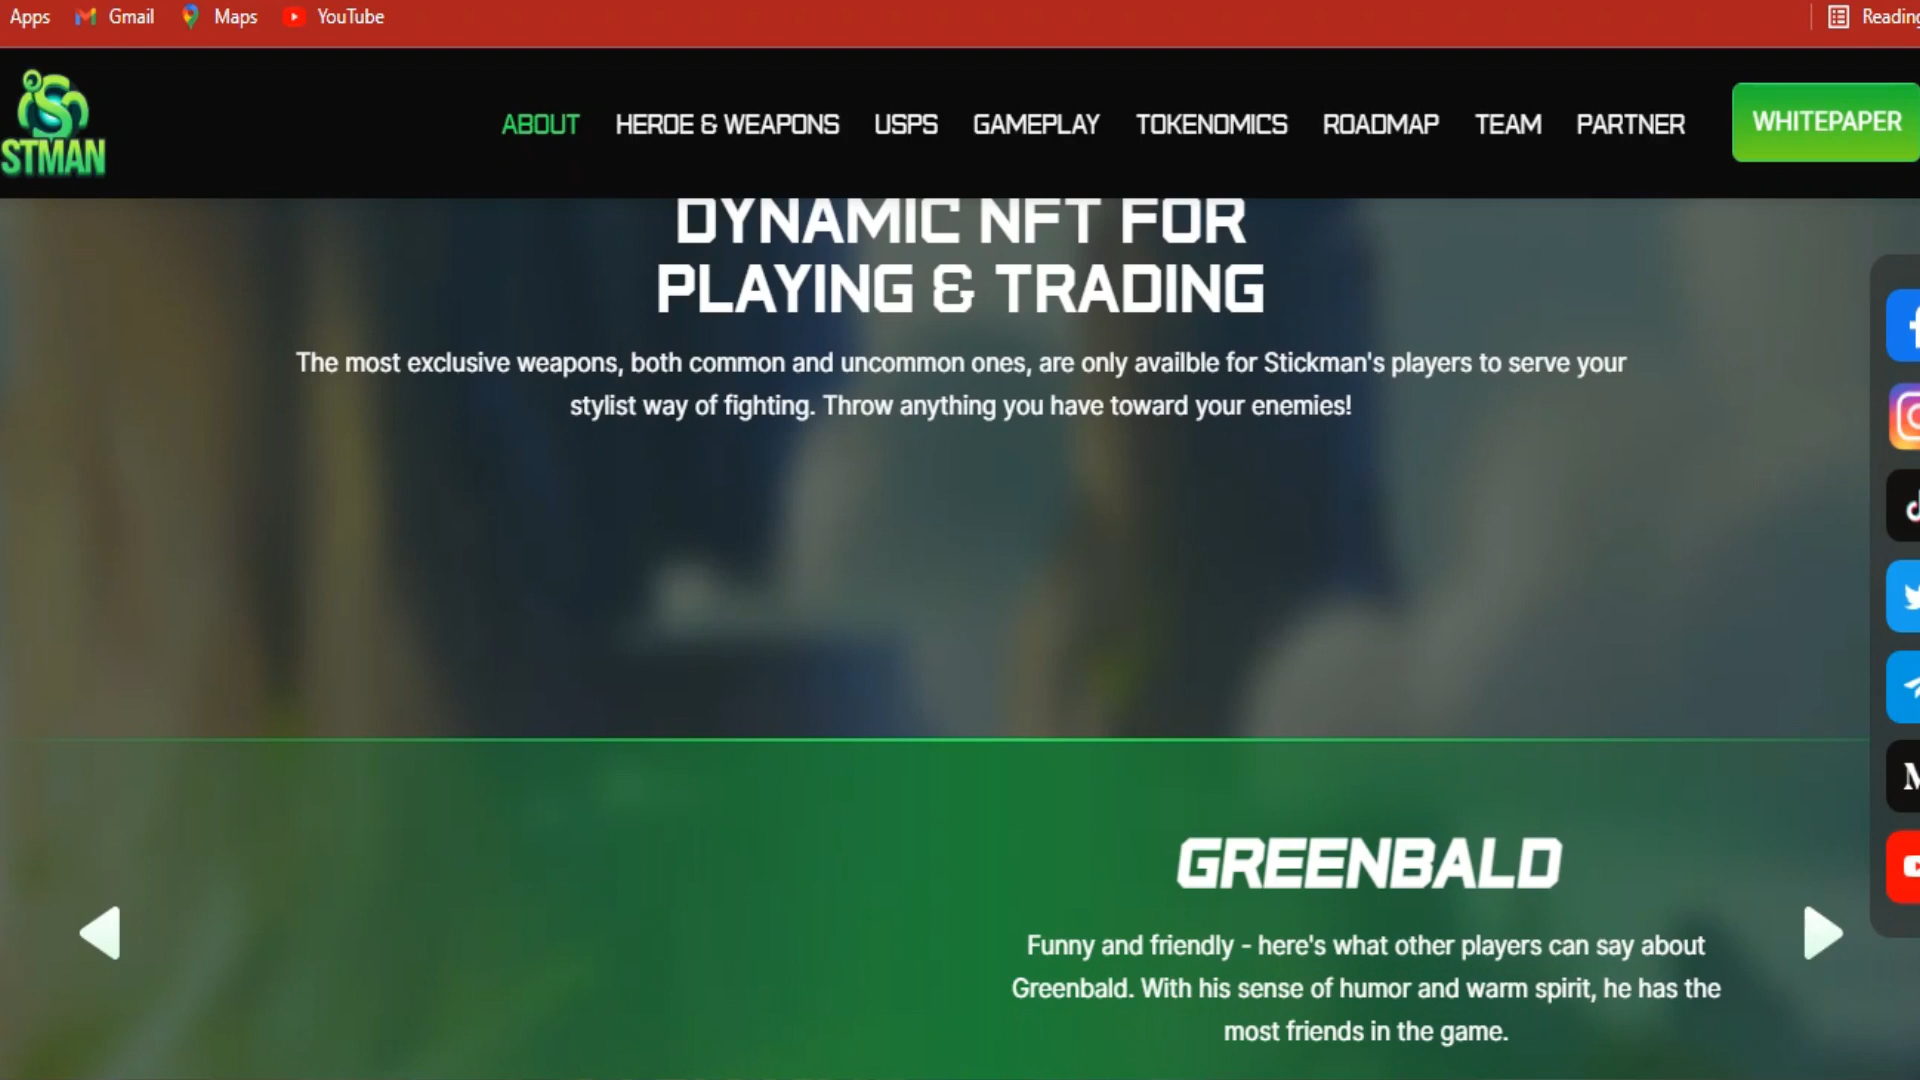 Apps Gmail Maps YouTube
STMAN
ABOUT HEROE & WEAPONS USPS GAMEPLAY TOKENOMICS ROADMAP TEAM PARTNER WHITEPAPER
DYNAMIC NFT FOR
PLAYING & TRADING
The most exclusive weapons, both common and uncommon ones, are only availble for Stickman's players to serve your
stylist way of fighting. Throw anything you have toward your enemies!
GREENBALD
Funny and friendly - here's what other players can say about
Greenbald. With his sense of humor and warm spirit, he has the
most friends in the game.